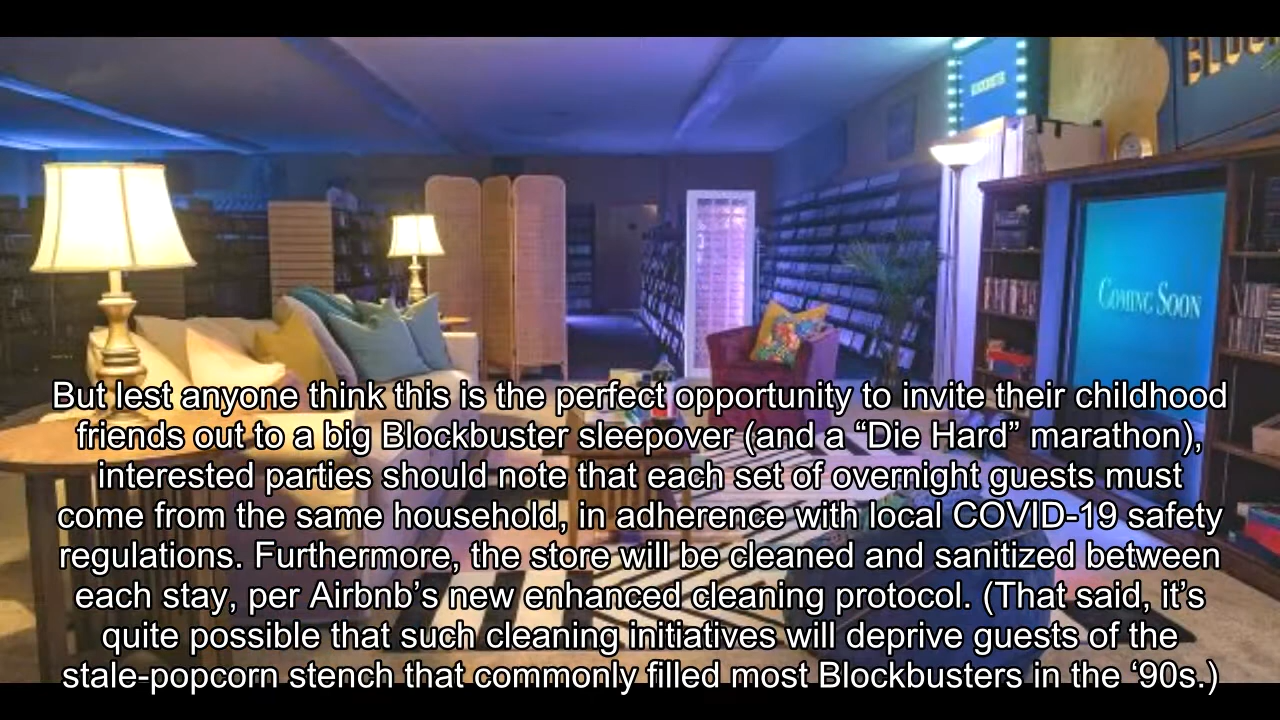 BLOCKBUSTER
COMING SOON
But lest anyone think this is the perfect opportunity to invite their childhood
friends out to a big Blockbuster sleepover (and a “Die Hard” marathon),
interested parties should note that each set of overnight guests must
come from the same household, in adherence with local COVID-19 safety
regulations. Furthermore, the store will be cleaned and sanitized between
each stay, per Airbnb’s new enhanced cleaning protocol. (That said, it’s
quite possible that such cleaning initiatives will deprive guests of the
stale-popcorn stench that commonly filled most Blockbusters in the ‘90s.)